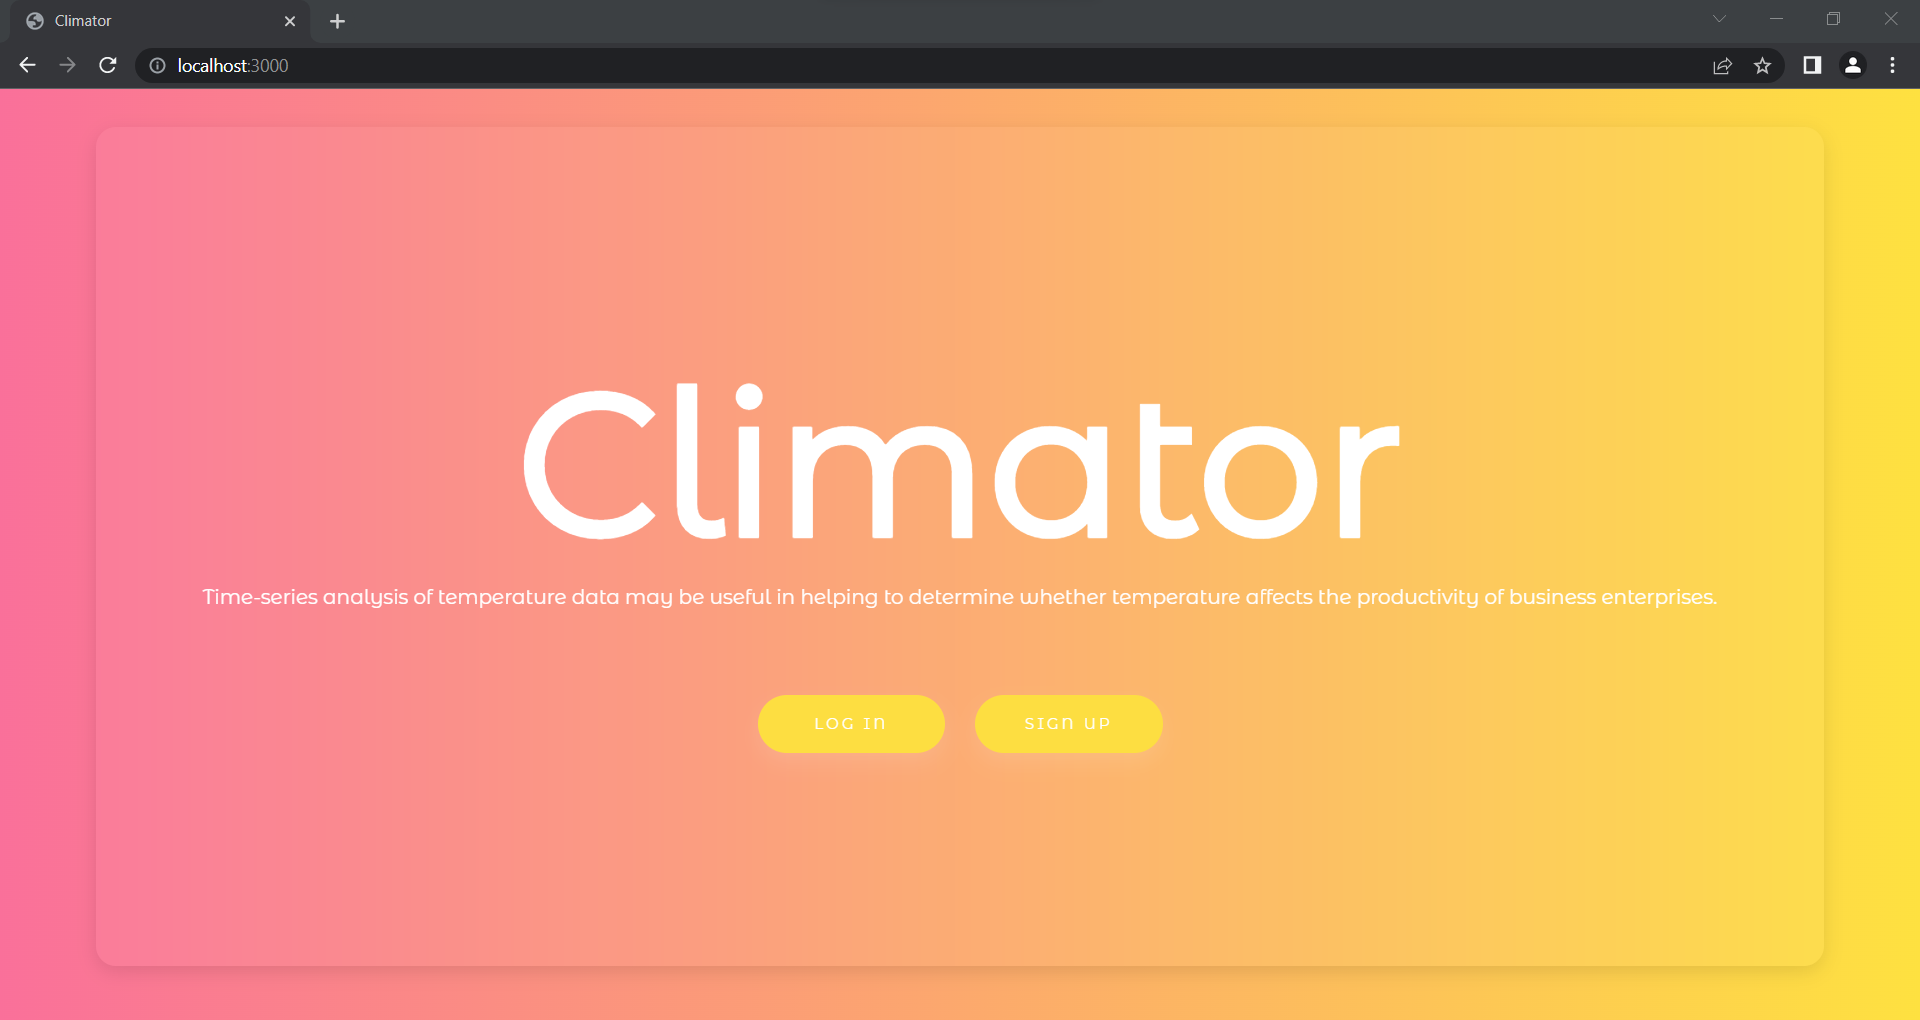 Climator
localhost:3000
Climator
Time-series analysis of temperature data may be useful in helping to determine whether temperature affects the productivity of business enterprises.
LOG IN
SIGN UP